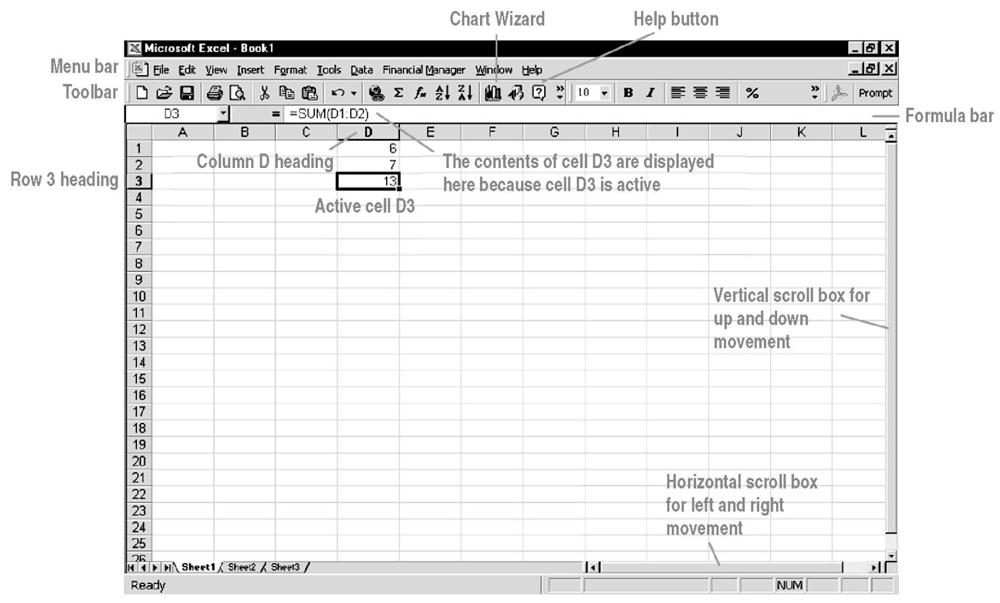 Chart Wizard
Help button
Microsoft Excel - Book1
Menu bar
File Edit View Insert Format Tools Data Financial Manager Window Help
Toolbar
10 B I % Prompt
D3 = =SUM(D1:D2)
Formula bar
A B C D E F G H I J K L
1 6
Column D heading
The contents of cell D3 are displayed
2 7
Row 3 heading
3 13
here because cell D3 is active
4
Active cell D3
5
6
7
8
9
10
Vertical scroll box for
11
up and down
12
13
movement
14
15
16
17
18
19
20
21
Horizontal scroll box
22
23
for left and right
24
movement
25
26
Sheet1 Sheet2 Sheet3
Ready NUM